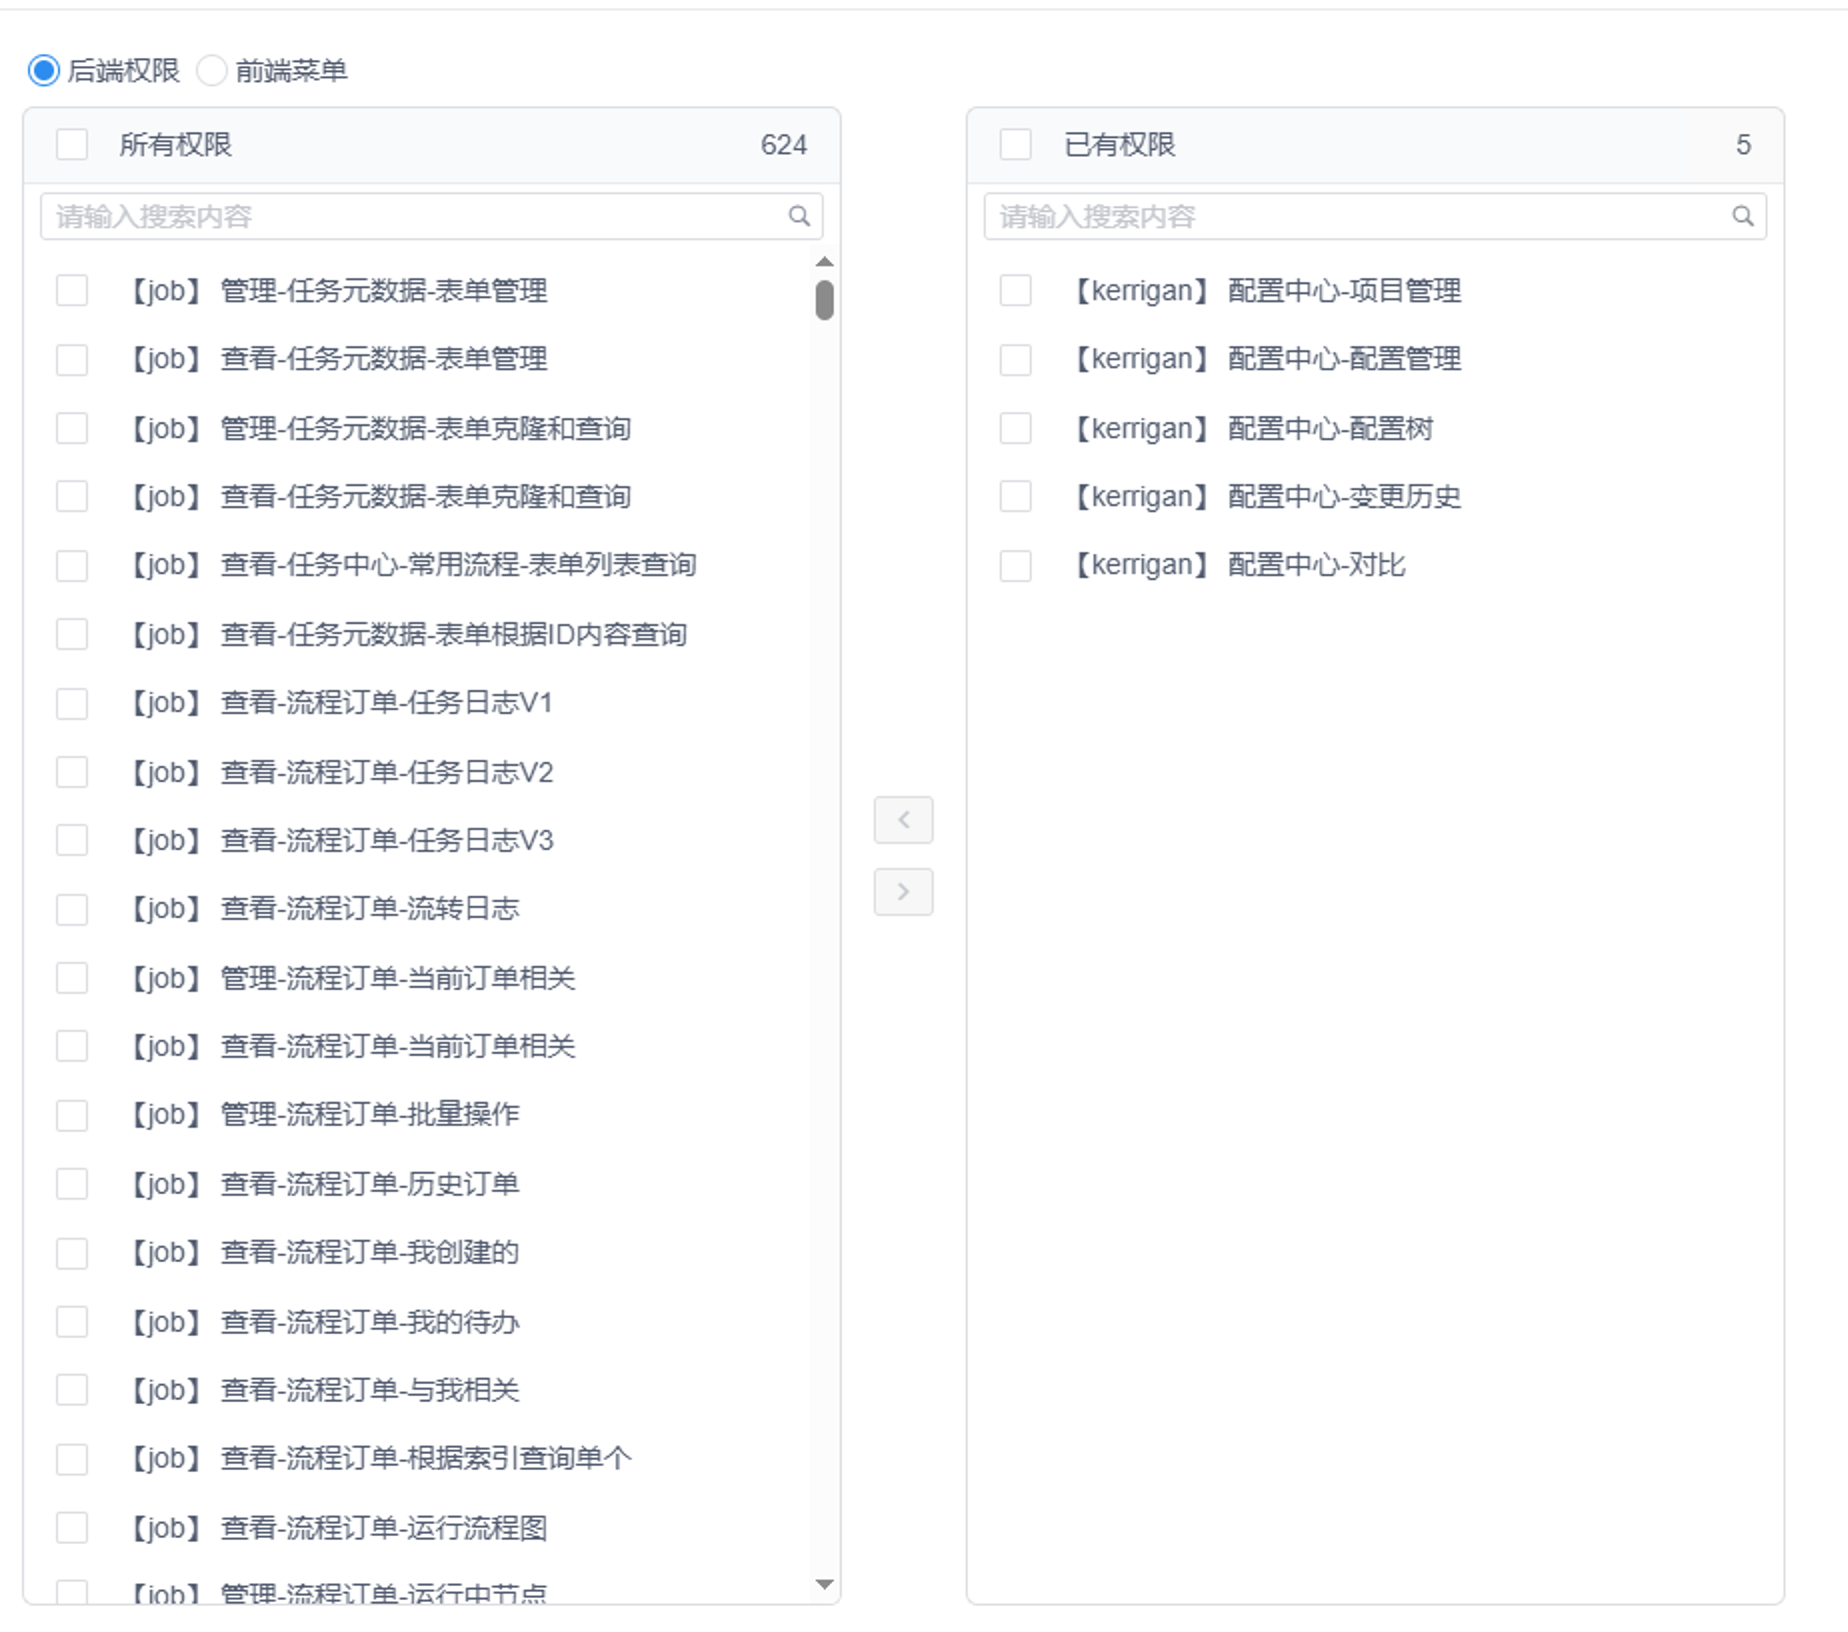 后端权限 前端菜单
所有权限 624
请输入搜索内容
【job】 管理-任务元数据-表单管理
【job】 查看-任务元数据-表单管理
【job】 管理-任务元数据-表单克隆和查询
【job】 查看-任务元数据-表单克隆和查询
【job】 查看-任务中心-常用流程-表单列表查询
【job】 查看-任务元数据-表单根据ID内容查询
【job】 查看-流程订单-任务日志V1
【job】 查看-流程订单-任务日志V2
【job】 查看-流程订单-任务日志V3
【job】 查看-流程订单-流转日志
【job】 管理-流程订单-当前订单相关
【job】 查看-流程订单-当前订单相关
【job】 管理-流程订单-批量操作
【job】 查看-流程订单-历史订单
【job】 查看-流程订单-我创建的
【job】 查看-流程订单-我的待办
【job】 查看-流程订单-与我相关
【job】 查看-流程订单-根据索引查询单个
【job】 查看-流程订单-运行流程图
【job】 管理-流程订单-运行中节点
已有权限 5
请输入搜索内容
【kerrigan】 配置中心-项目管理
【kerrigan】 配置中心-配置管理
【kerrigan】 配置中心-配置树
【kerrigan】 配置中心-变更历史
【kerrigan】 配置中心-对比